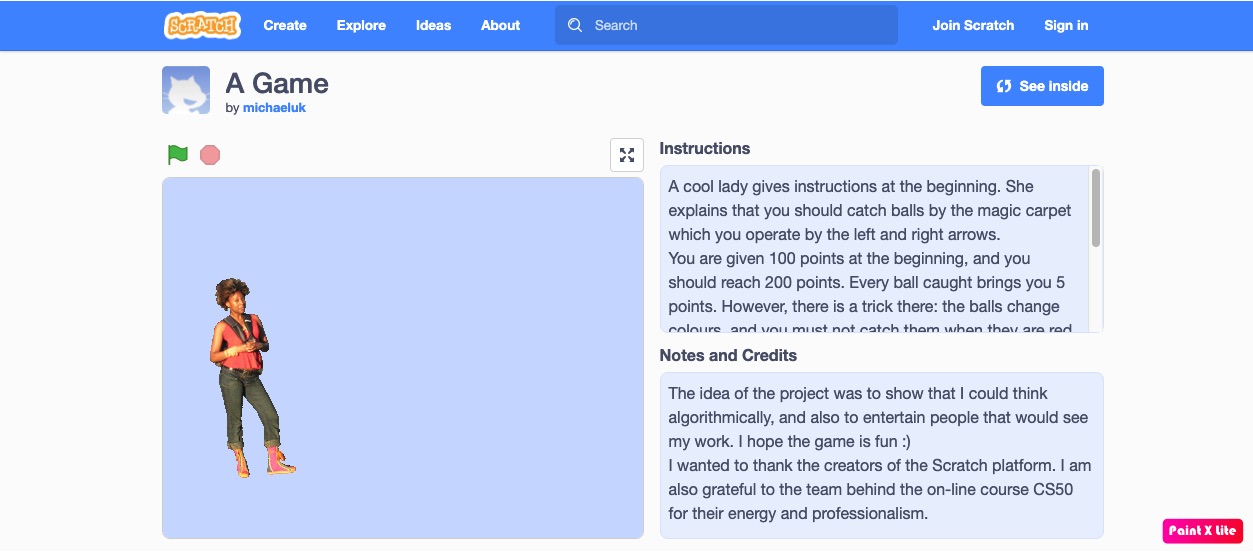 SCRATCH Create Explore Ideas About Search Join Scratch Sign in
A Game
by michaeluk
See inside
Instructions
A cool lady gives instructions at the beginning. She
explains that you should catch balls by the magic carpet
which you operate by the left and right arrows.
You are given 100 points at the beginning, and you
should reach 200 points. Every ball caught brings you 5
points. However, there is a trick there: the balls change
colours, and you must not catch them when they are red
Notes and Credits
The idea of the project was to show that I could think
algorithmically, and also to entertain people that would see
my work. I hope the game is fun :)
I wanted to thank the creators of the Scratch platform. I am
also grateful to the team behind the on-line course CS50
for their energy and professionalism.
Paint X Lite